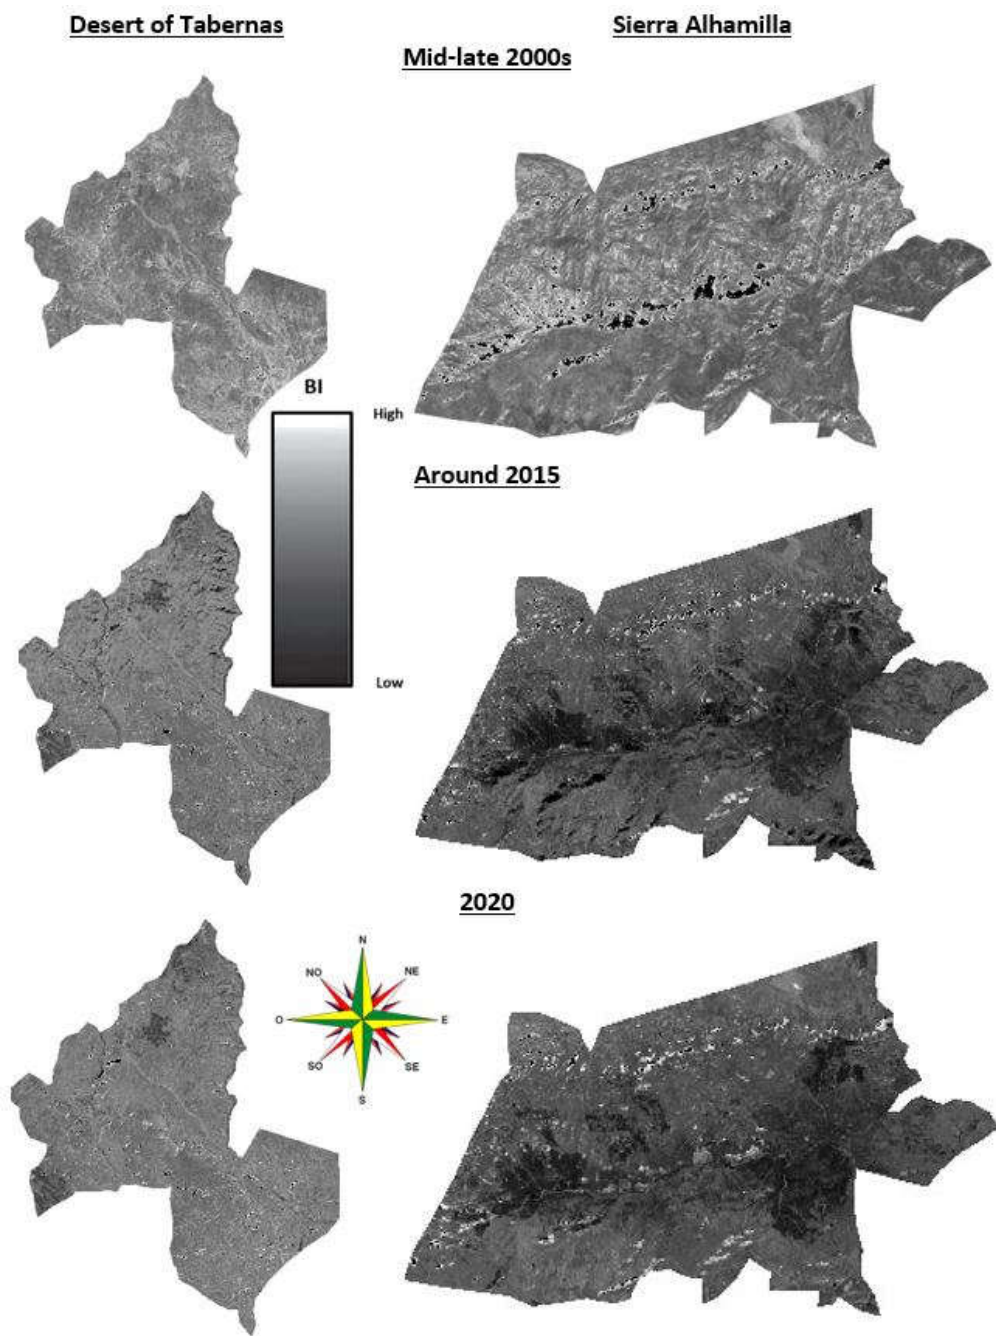 Desert of Tabernas
Sierra Alhamilla
Mid-late 2000s
BI
High
Low
Around 2015
2020
N
NO
NE
O
E
SO
SE
S